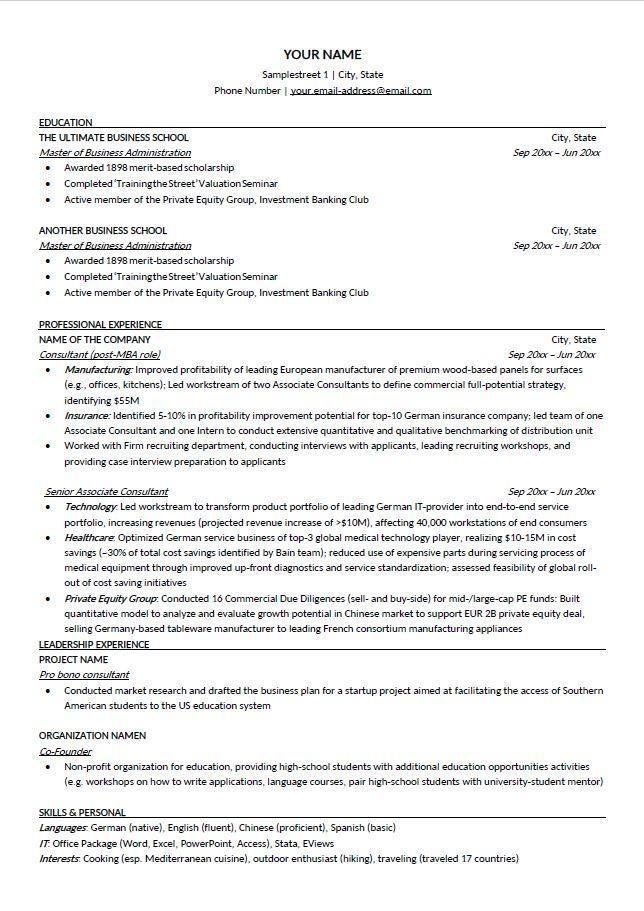 YOUR NAME
Samplestreet 1 | City, State
Phone Number | your.email-address@email.com
EDUCATION
THE ULTIMATE BUSINESS SCHOOL City, State
Master of Business Administration Sep 20xx – Jun 20xx
• Awarded 1898 merit-based scholarship
• Completed 'Training the Street' Valuation Seminar
• Active member of the Private Equity Group, Investment Banking Club
ANOTHER BUSINESS SCHOOL City, State
Master of Business Administration Sep 20xx – Jun 20xx
• Awarded 1898 merit-based scholarship
• Completed 'Training the Street' Valuation Seminar
• Active member of the Private Equity Group, Investment Banking Club
PROFESSIONAL EXPERIENCE
NAME OF THE COMPANY City, State
Consultant (post-MBA role) Sep 20xx – Jun 20xx
• Manufacturing: Improved profitability of leading European manufacturer of premium wood-based panels for surfaces
(e.g., offices, kitchens); Led workstream of two Associate Consultants to define commercial full-potential strategy,
identifying $55M
• Insurance: Identified 5-10% in profitability improvement potential for top-10 German insurance company; led team of one
Associate Consultant and one Intern to conduct extensive quantitative and qualitative benchmarking of distribution unit
• Worked with Firm recruiting department, conducting interviews with applicants, leading recruiting workshops, and
providing case interview preparation to applicants
Senior Associate Consultant Sep 20xx – Jun 20xx
• Technology: Led workstream to transform product portfolio of leading German IT-provider into end-to-end service
portfolio, increasing revenues (projected revenue increase of >$10M), affecting 40,000 workstations of end consumers
• Healthcare: Optimized German service business of top-3 global medical technology player, realizing $10-15M in cost
savings (~30% of total cost savings identified by Bain team); reduced use of expensive parts during servicing process of
medical equipment through improved up-front diagnostics and service standardization; assessed feasibility of global roll-
out of cost saving initiatives
• Private Equity Group: Conducted 16 Commercial Due Diligences (sell- and buy-side) for mid-/large-cap PE funds: Built
quantitative model to analyze and evaluate growth potential in Chinese market to support EUR 2B private equity deal,
selling Germany-based tableware manufacturer to leading French consortium manufacturing appliances
LEADERSHIP EXPERIENCE
PROJECT NAME
Pro bono consultant
• Conducted market research and drafted the business plan for a startup project aimed at facilitating the access of Southern
American students to the US education system
ORGANIZATION NAMEN
Co-Founder
• Non-profit organization for education, providing high-school students with additional education opportunities activities
(e.g. workshops on how to write applications, language courses, pair high-school students with university-student mentor)
SKILLS & PERSONAL
Languages: German (native), English (fluent), Chinese (proficient), Spanish (basic)
IT: Office Package (Word, Excel, PowerPoint, Access), Stata, EViews
Interests: Cooking (esp. Mediterranean cuisine), outdoor enthusiast (hiking), traveling (traveled 17 countries)